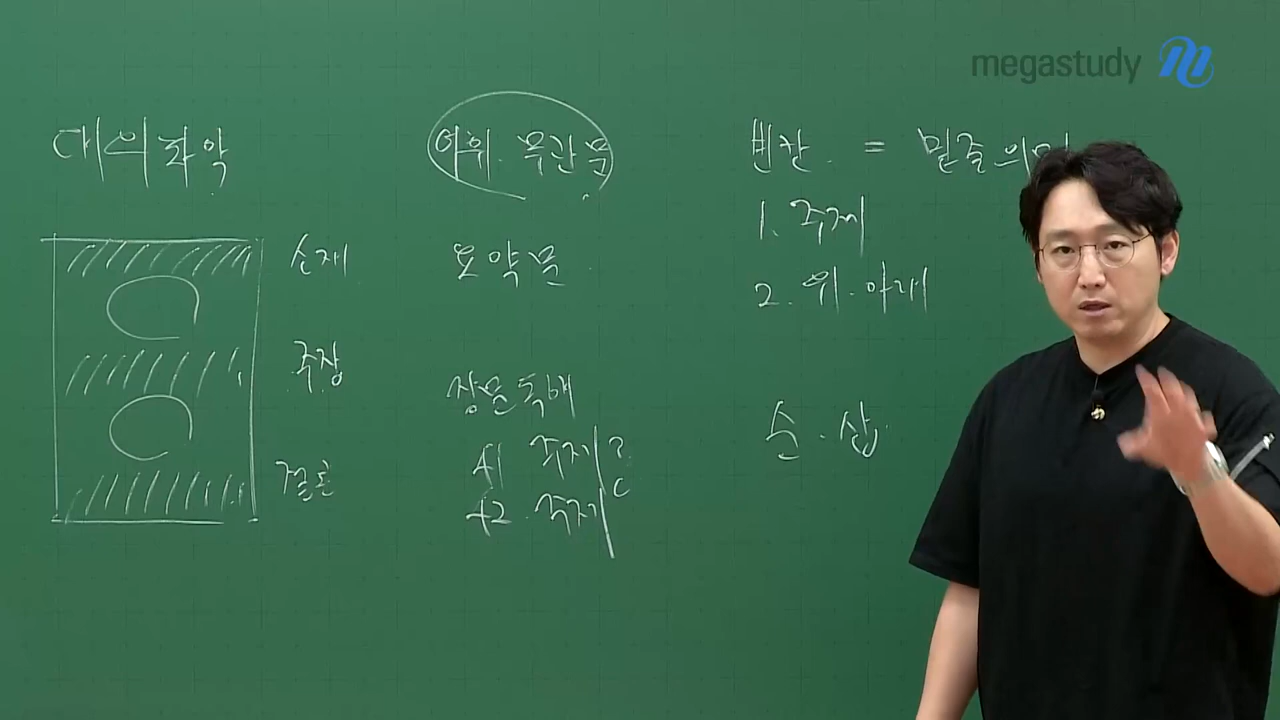 megastudy
대의파악
소재
주장
결론
어휘. 무관문
요약문
장문독해
41 주제
42. 주제
빈칸 = 밑줄의미
1. 주제
2. 위. 아래
순. 삽